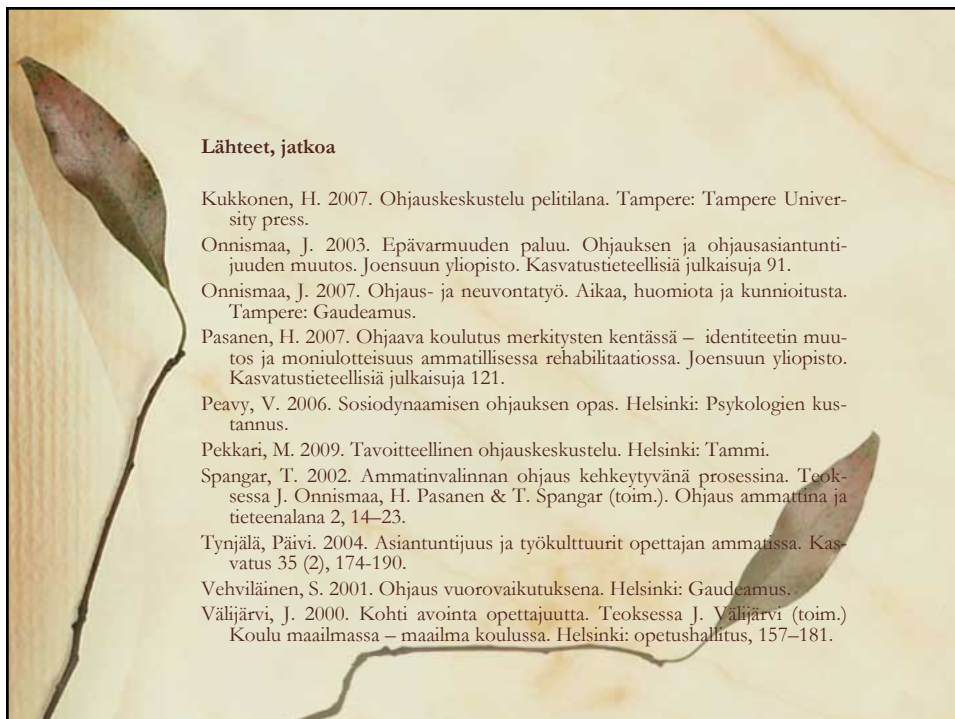 Lähteet, jatkoa
Kukkonen, H. 2007. Ohjauskeskustelu pelitilana. Tampere: Tampere Univer-
sity press.
Onnismaa, J. 2003. Epävarmuuden paluu. Ohjauksen ja ohjausasiantunti-
juuden muutos. Joensuun yliopisto. Kasvatustieteellisiä julkaisuja 91.
Onnismaa, J. 2007. Ohjaus- ja neuvontatyö. Aikaa, huomiota ja kunnioitusta.
Tampere: Gaudeamus.
Pasanen, H. 2007. Ohjaava koulutus merkitysten kentässä – identiteetin muu-
tos ja moniulotteisuus ammatillisessa rehabilitaatiossa. Joensuun yliopisto.
Kasvatustieteellisiä julkaisuja 121.
Peavy, V. 2006. Sosiodynaamisen ohjauksen opas. Helsinki: Psykologien kus-
tannus.
Pekkari, M. 2009. Tavoitteellinen ohjauskeskustelu. Helsinki: Tammi.
Spangar, T. 2002. Ammatinvalinnan ohjaus kehkeytyvänä prosessina. Teok-
sessa J. Onnismaa, H. Pasanen & T. Spangar (toim.). Ohjaus ammattina ja
tieteenalana 2, 14–23.
Tynjälä, Päivi. 2004. Asiantuntijuus ja työkulttuurit opettajan ammatissa. Kas-
vatus 35 (2), 174-190.
Vehviläinen, S. 2001. Ohjaus vuorovaikutuksena. Helsinki: Gaudeamus.
Välijärvi, J. 2000. Kohti avointa opettajuutta. Teoksessa J. Välijärvi (toim.)
Koulu maailmassa – maailma koulussa. Helsinki: opetushallitus, 157–181.